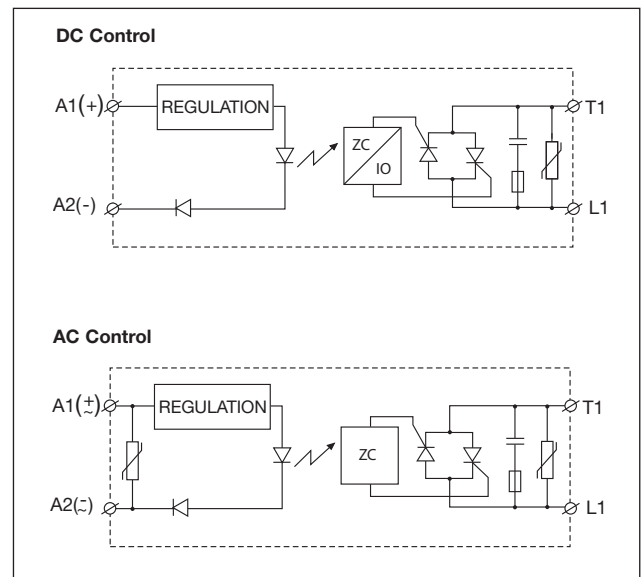 DC Control
A1(+)
REGULATION
ZC
IO
T1
A2(-)
L1
AC Control
A1(±̰)
REGULATION
ZC
T1
A2(≂)
L1